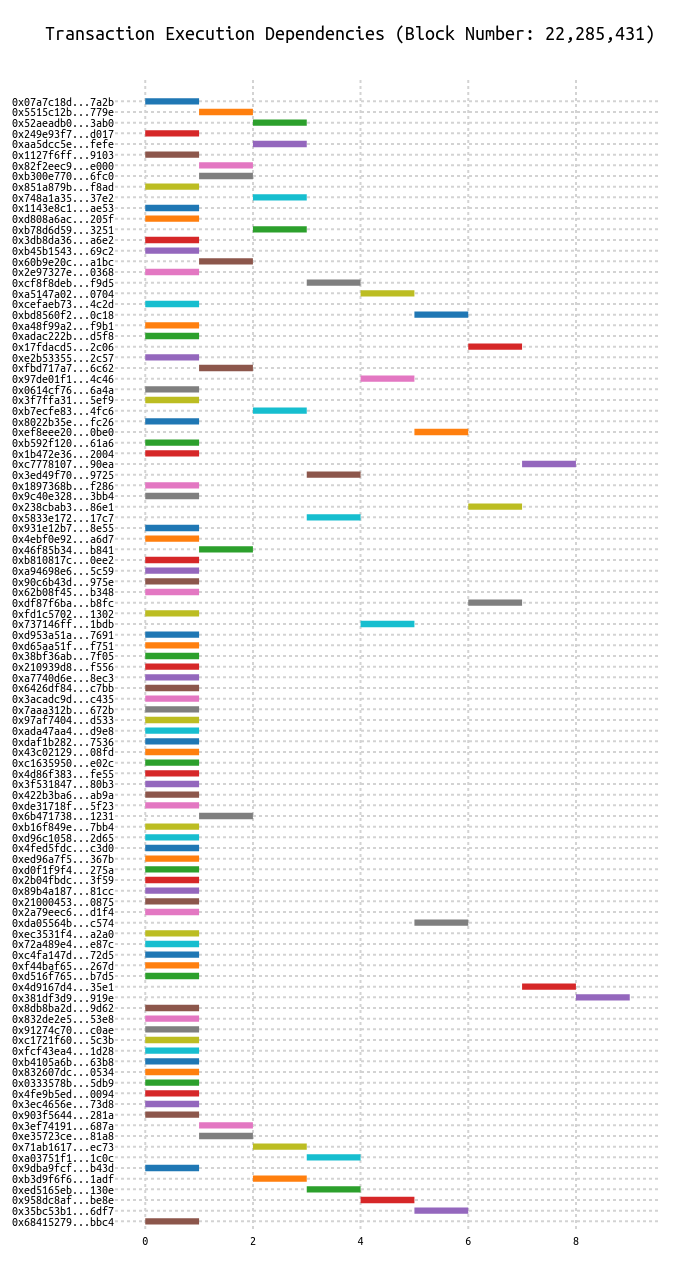 Transaction Execution Dependencies (Block Number: 22,285,431)
0x07a7c18d...7a2b
0x5515c12b...779e
0x52aeadb0...3ab0
0x249e93f7...d017
0xaa5dcc5e...fefe
0x1127f6ff...9103
0x82f2eec9...e000
0xb300e770...6fc0
0x851a879b...f8ad
0x748a1a35...37e2
0x1143e8c1...ae53
0xd808a6ac...205f
0xb78d6d59...3251
0x3db8da36...a6e2
0xb45b1543...69c2
0x60b9e20c...a1bc
0x2e97327e...0368
0xcf8f8deb...f9d5
0xa5147a02...0704
0xcefaeb73...4c2d
0xbd8560f2...0c18
0xa48f99a2...f9b1
0xadac222b...d5f8
0x17fdacd5...2c06
0xe2b53355...2c57
0xfbd717a7...6c62
0x97de01f1...4c46
0x0614cf76...6a4a
0x3f7ffa31...5ef9
0xb7ecfe83...4fc6
0x8022b35e...fc26
0xef8eee20...0be0
0xb592f120...61a6
0x1b472e36...2004
0xc7778107...90ea
0x3ed49f70...9725
0x1897368b...f286
0x9c40e328...3bb4
0x238cbab3...86e1
0x5833e172...17c7
0x931e12b7...8e55
0x4ebf0e92...a6d7
0x46f85b34...b841
0xb810817c...0ee2
0xa94698e6...5c59
0x90c6b43d...975e
0x62b08f45...b348
0xdf87f6ba...b8fc
0xfd1c5702...1302
0x737146ff...1bdb
0xd953a51a...7691
0xd65aa51f...f751
0x38bf36ab...7f05
0x210939d8...f556
0xa7740d6e...8ec3
0x6426df84...c7bb
0x3acadc9d...c435
0x7aaa312b...672b
0x97af7404...d533
0xada47aa4...d9e8
0xdaf1b282...7536
0x43c02129...08fd
0xc1635950...e02c
0x4d86f383...fe55
0x3f531847...80b3
0x422b3ba6...ab9a
0xde31718f...5f23
0x6b471738...1231
0xb16f849e...7bb4
0xd96c1058...2d65
0x4fed5fdc...c3d0
0xed96a7f5...367b
0xd0f1f9f4...275a
0x2b04fbdc...3f59
0x89b4a187...81cc
0x21000453...0875
0x2a79eec6...d1f4
0xda05564b...c574
0xec3531f4...a2a0
0x72a489e4...e87c
0xc4fa147d...72d5
0xf44baf65...267d
0xd516f765...b7d5
0x4d9167d4...35e1
0x381df3d9...919e
0x8db8ba2d...9d62
0x832de2e5...53e8
0x91274c70...c0ae
0xc1721f60...5c3b
0xfcf43ea4...1d28
0xb4105a6b...63b8
0x832607dc...0534
0x0333578b...5db9
0x4fe9b5ed...0094
0x3ec4656e...73d8
0x903f5644...281a
0x3ef74191...687a
0xe35723ce...81a8
0x71ab1617...ec73
0xa03751f1...1c0c
0x9dba9fcf...b43d
0xb3d9f6f6...1adf
0xed5165eb...130e
0x958dc8af...be8e
0x35bc53b1...6df7
0x68415279...bbc4
0 2 4 6 8